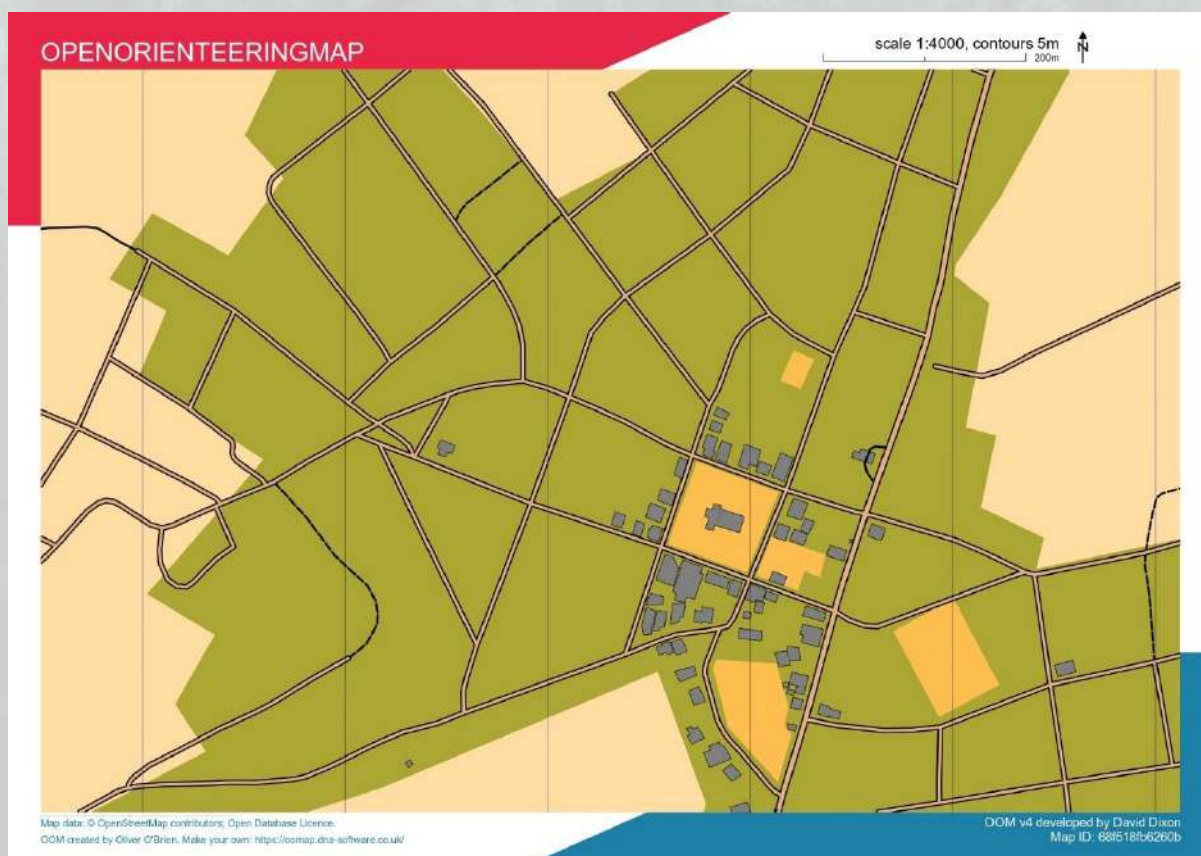 OPENORIENTEERINGMAP
scale 1:4000, contours 5m
N
200m
Map data: © OpenStreetMap contributors, Open Database Licence.
OOM created by Oliver O'Brien. Make your own: https://oomap.dna-software.co.uk/
OOM v4 developed by David Dixon
Map ID: 68f518fb6260b